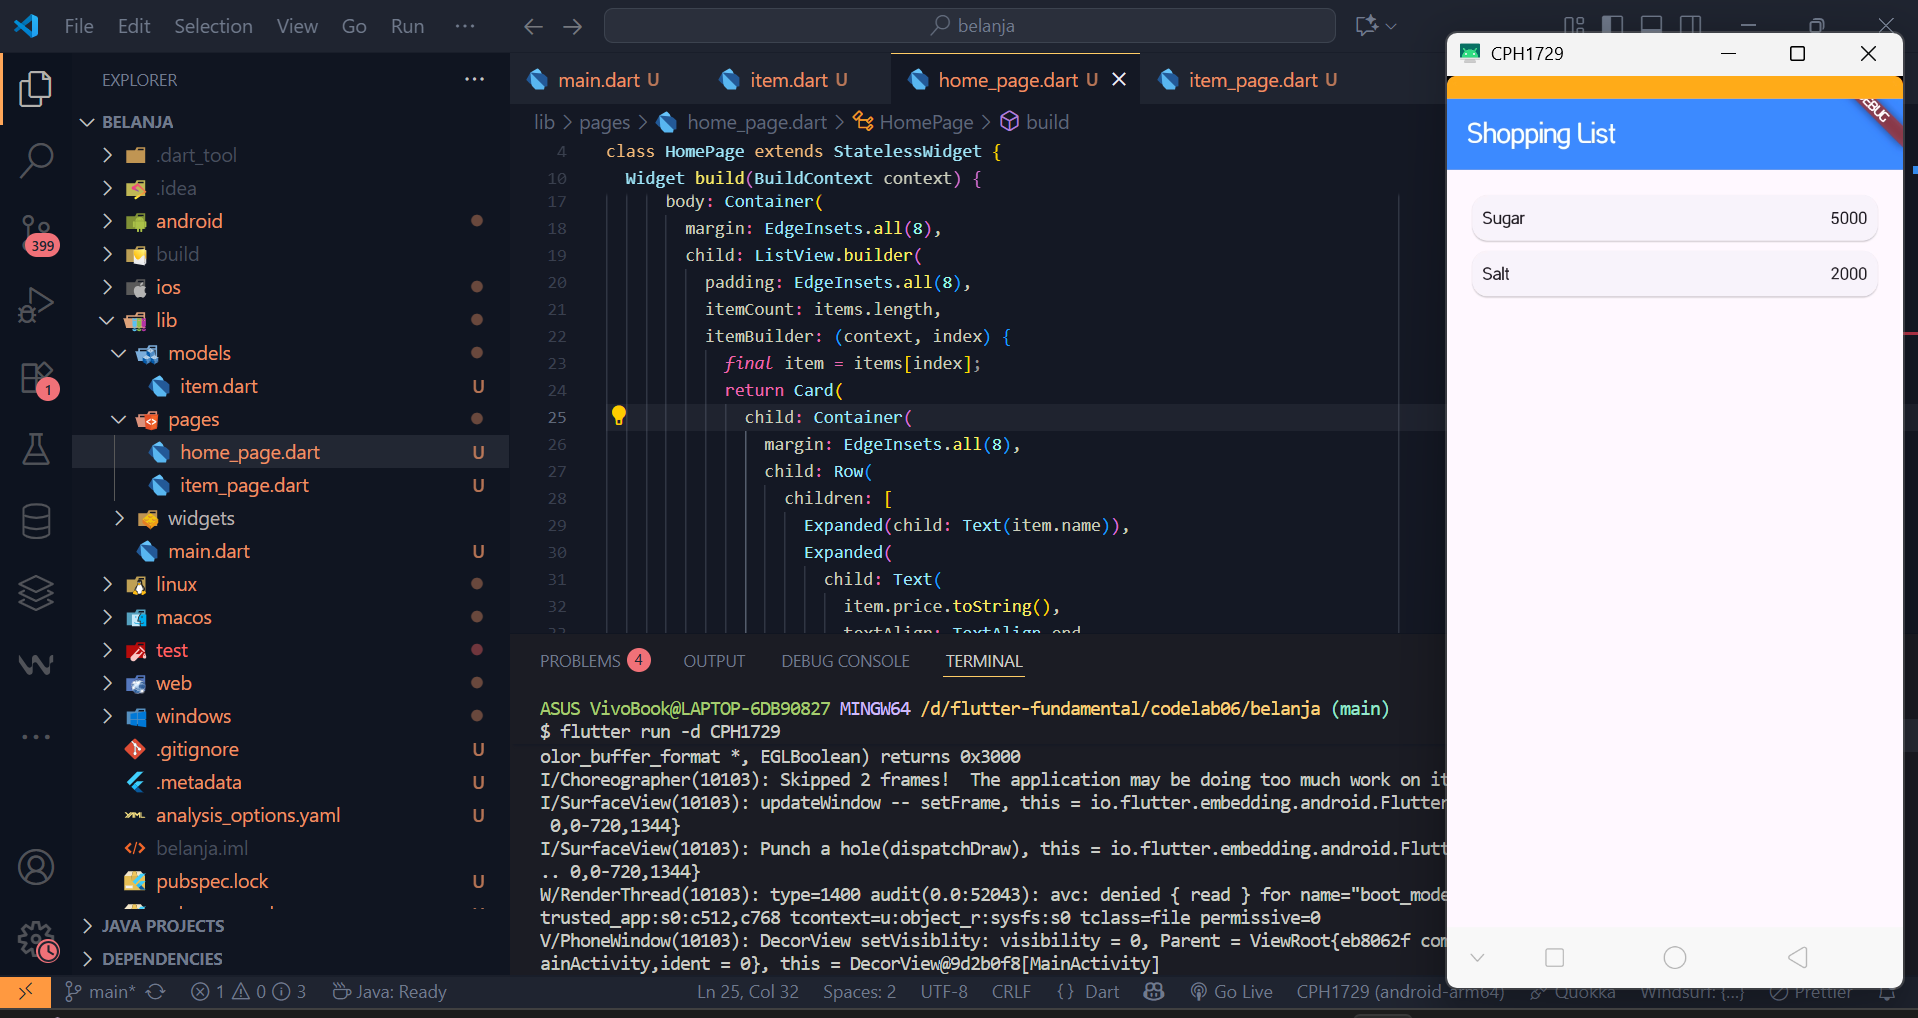 File Edit Selection View Go Run ···
belanja
EXPLORER
BELANJA
.dart_tool
.idea
android
build
ios
lib
models
item.dart U
pages
home_page.dart U
item_page.dart U
widgets
main.dart U
linux
macos
test
web
windows
.gitignore U
.metadata U
analysis_options.yaml U
belanja.iml
pubspec.lock U
JAVA PROJECTS
DEPENDENCIES
399
1
main.dart U
item.dart U
home_page.dart U
item_page.dart U
lib > pages > home_page.dart > HomePage > build
4 class HomePage extends StatelessWidget {
10 Widget build(BuildContext context) {
17 body: Container(
18 margin: EdgeInsets.all(8),
19 child: ListView.builder(
20 padding: EdgeInsets.all(8),
21 itemCount: items.length,
22 itemBuilder: (context, index) {
23 final item = items[index];
24 return Card(
25 child: Container(
26 margin: EdgeInsets.all(8),
27 child: Row(
28 children: [
29 Expanded(child: Text(item.name)),
30 Expanded(
31 child: Text(
32 item.price.toString(),
33 textAlign: TextAlign.end
PROBLEMS 4 OUTPUT DEBUG CONSOLE TERMINAL
ASUS VivoBook@LAPTOP-6DB90827 MINGW64 /d/flutter-fundamental/codelab06/belanja (main)
$ flutter run -d CPH1729
olor_buffer_format *, EGLBoolean) returns 0x3000
I/Choreographer(10103): Skipped 2 frames!  The application may be doing too much work on it
I/SurfaceView(10103): updateWindow -- setFrame, this = io.flutter.embedding.android.Flutter
0,0-720,1344}
I/SurfaceView(10103): Punch a hole(dispatchDraw), this = io.flutter.embedding.android.Flutt
.. 0,0-720,1344}
W/RenderThread(10103): type=1400 audit(0.0:52043): avc: denied { read } for name="boot_mode
trusted_app:s0:c512,c768 tcontext=u:object_r:sysfs:s0 tclass=file permissive=0
V/PhoneWindow(10103): DecorView setVisiblity: visibility = 0, Parent = ViewRoot{eb8062f com
ainActivity,ident = 0}, this = DecorView@9d2b0f8[MainActivity]
main* 1 0 3 Java: Ready Ln 25, Col 32 Spaces: 2 UTF-8 CRLF {} Dart Go Live CPH1729 (android-arm64) Quokka Windsurf: {...} Prettier
CPH1729
Shopping List
Sugar 5000
Salt 2000